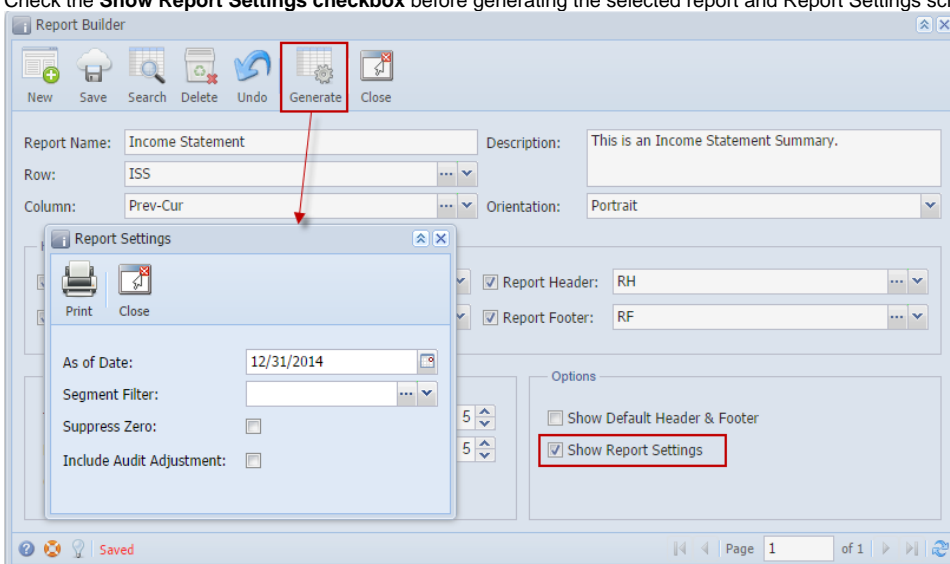 Check the Show Report Settings checkbox before generating the selected report and Report Settings
Report Builder
New Save Search Delete Undo Generate Close
Report Name: Income Statement Description: This is an Income Statement Summary.
Row: ISS
Column: Prev-Cur Orientation: Portrait
Report Settings
Print Close
Report Header: RH
Report Footer: RF
As of Date: 12/31/2014
Segment Filter:
Suppress Zero:
Include Audit Adjustment:
5
5
Options
Show Default Header & Footer
Show Report Settings
Saved Page 1 of 1